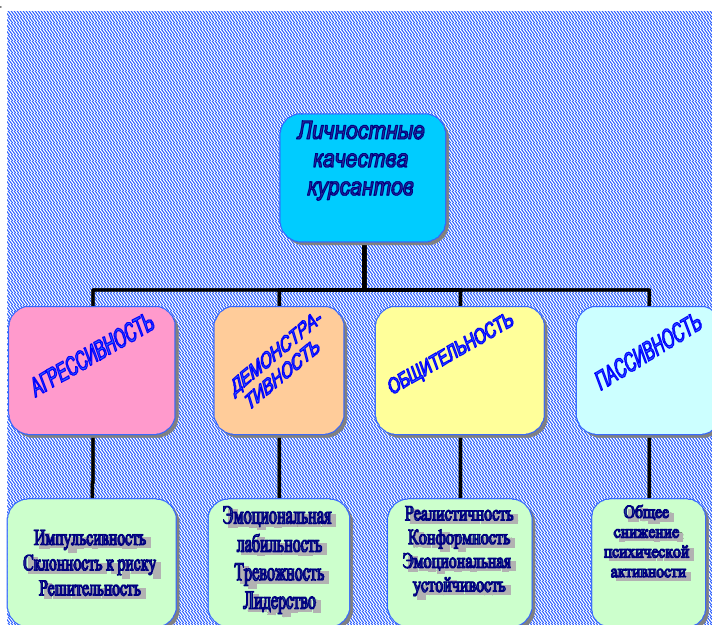 Личностные
качества
курсантов
АГРЕССИВНОСТЬ
ДЕМОНСТРА-
ТИВНОСТЬ
ОБЩИТЕЛЬНОСТЬ
ПАССИВНОСТЬ
Импульсивность
Склонность к риску
Решительность
Эмоциональная
лабильность
Тревожность
Лидерство
Реалистичность
Конформность
Эмоциональная
устойчивость
Общее
снижение
психической
активности